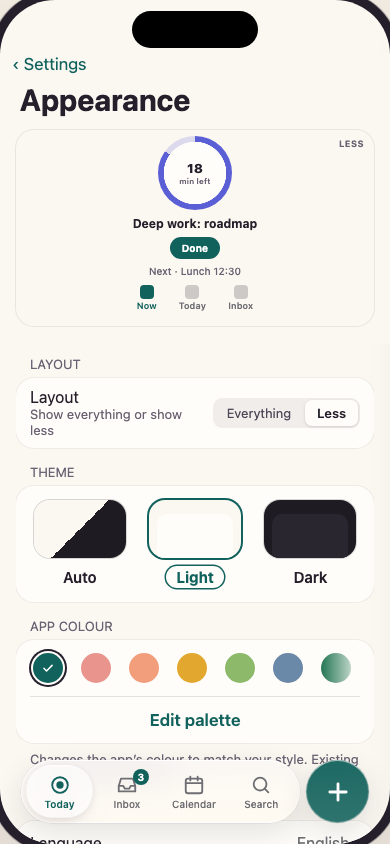 ‹ Settings
Appearance
LESS
18
min left
Deep work: roadmap
Done
Next · Lunch 12:30
Now Today Inbox
LAYOUT
Layout
Show everything or show
less
Everything Less
THEME
Auto Light Dark
APP COLOUR
Edit palette
Changes the app's colour to match your style. Existing
3
Today Inbox Calendar Search
Language English